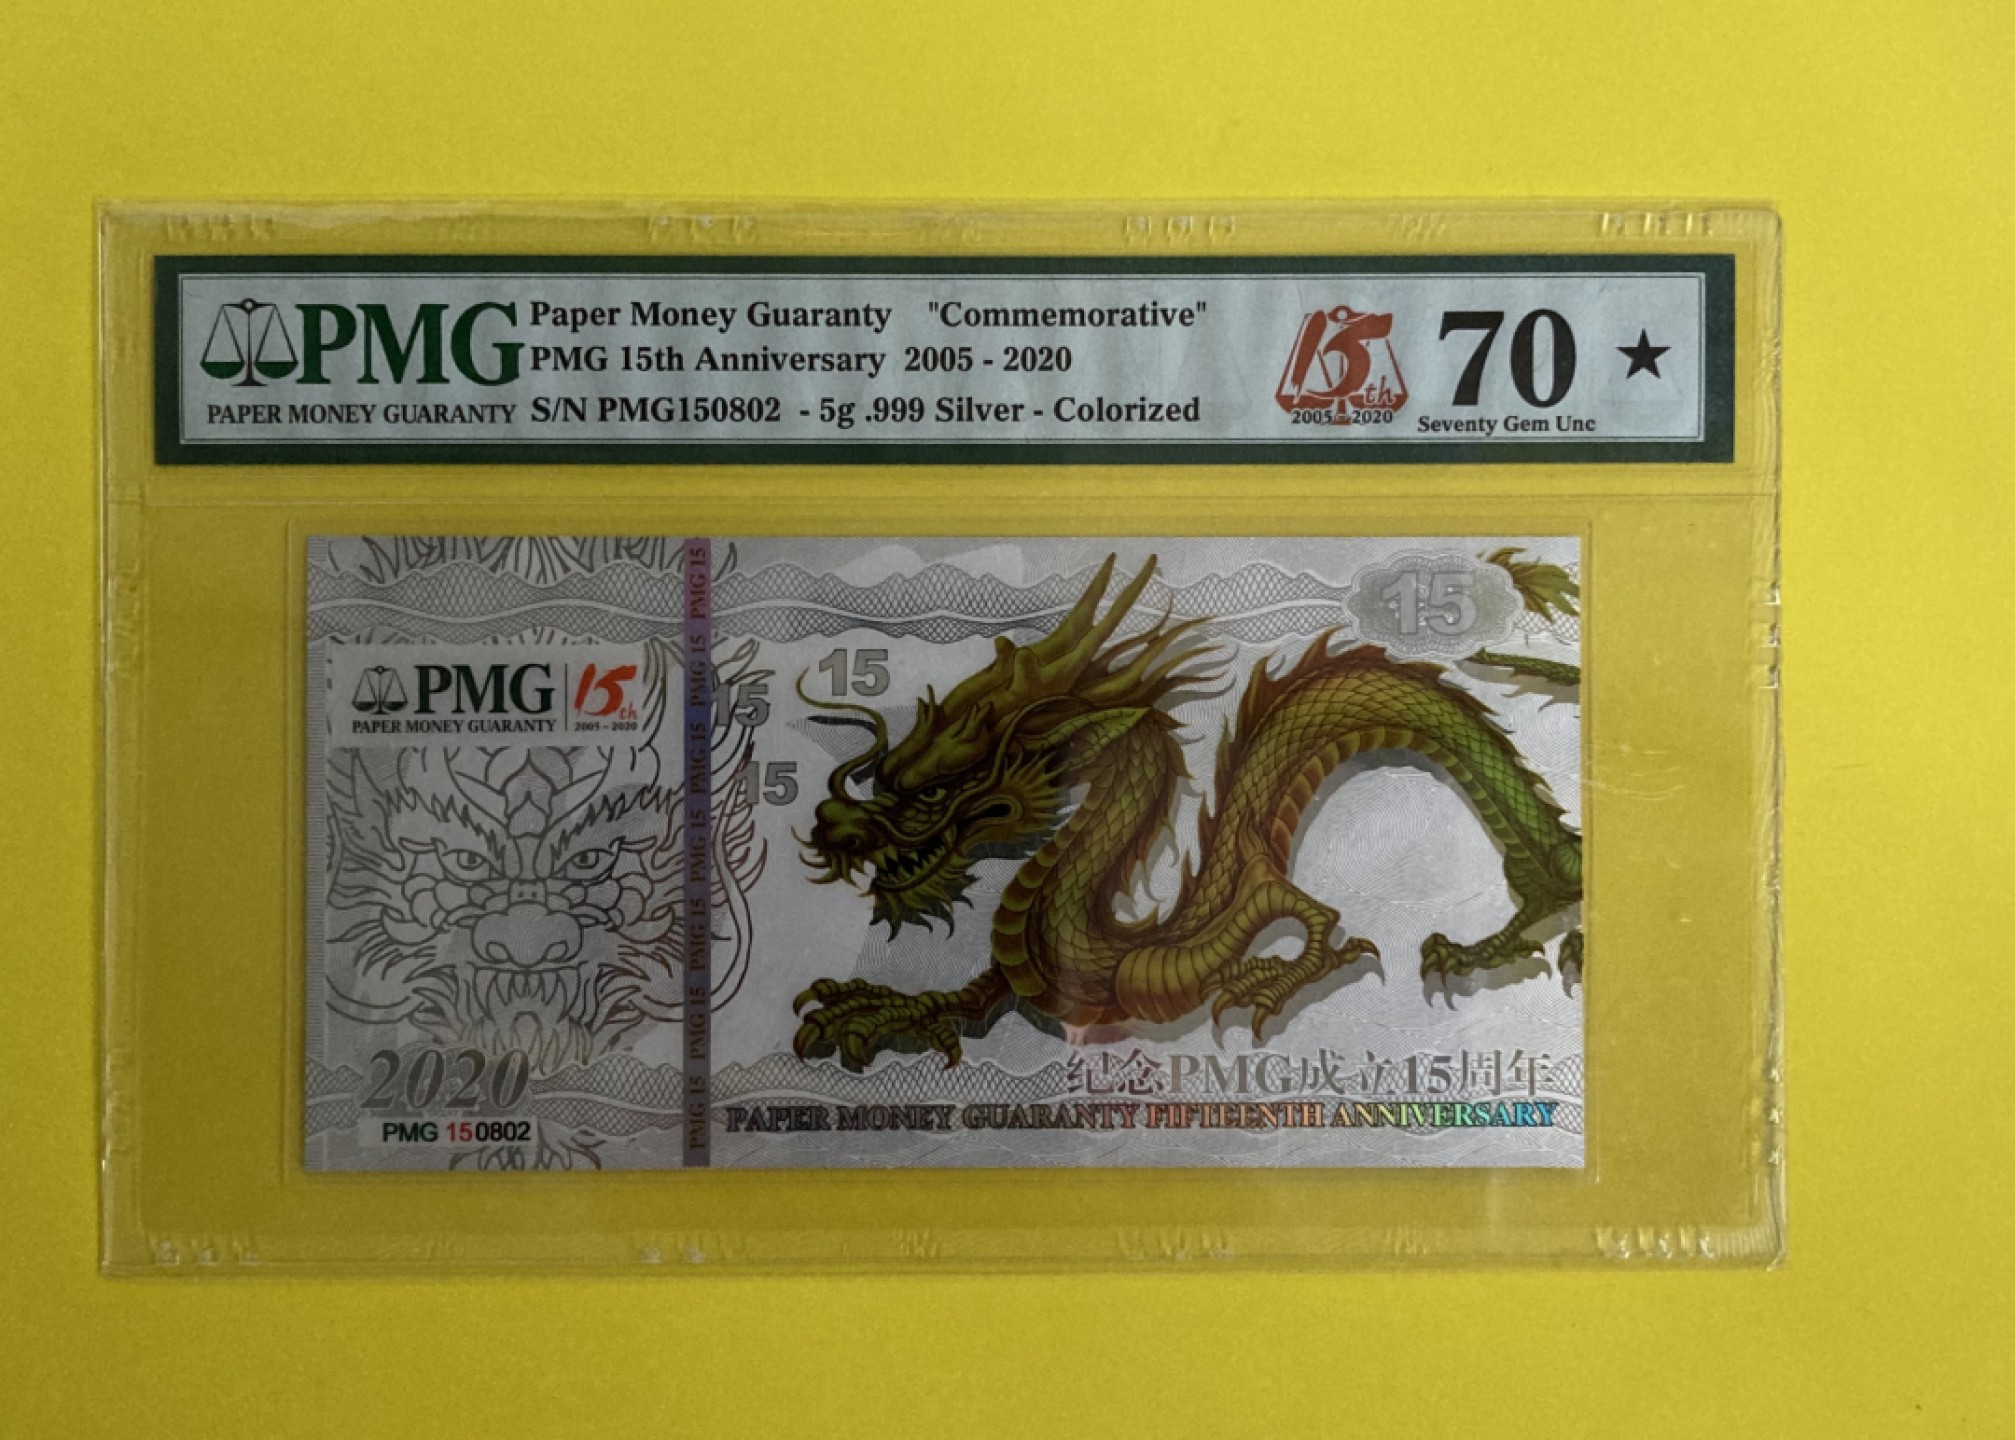 PMG
PAPER MONEY GUARANTY
Paper Money Guaranty "Commemorative"
PMG 15th Anniversary 2005 - 2020
S/N PMG150802 - 5g .999 Silver - Colorized
15th
2005 - 2020
70 ★
Seventy Gem Unc
PMG
PAPER MONEY GUARANTY
15th
2005 - 2020
PMG 15 PMG 15 PMG 15 PMG 15 PMG 15 PMG 15 PMG 15
15
15
15
15
2020
PMG 150802
纪念PMG成立15周年
PAPER MONEY GUARANTY FIFTEENTH ANNIVERSARY